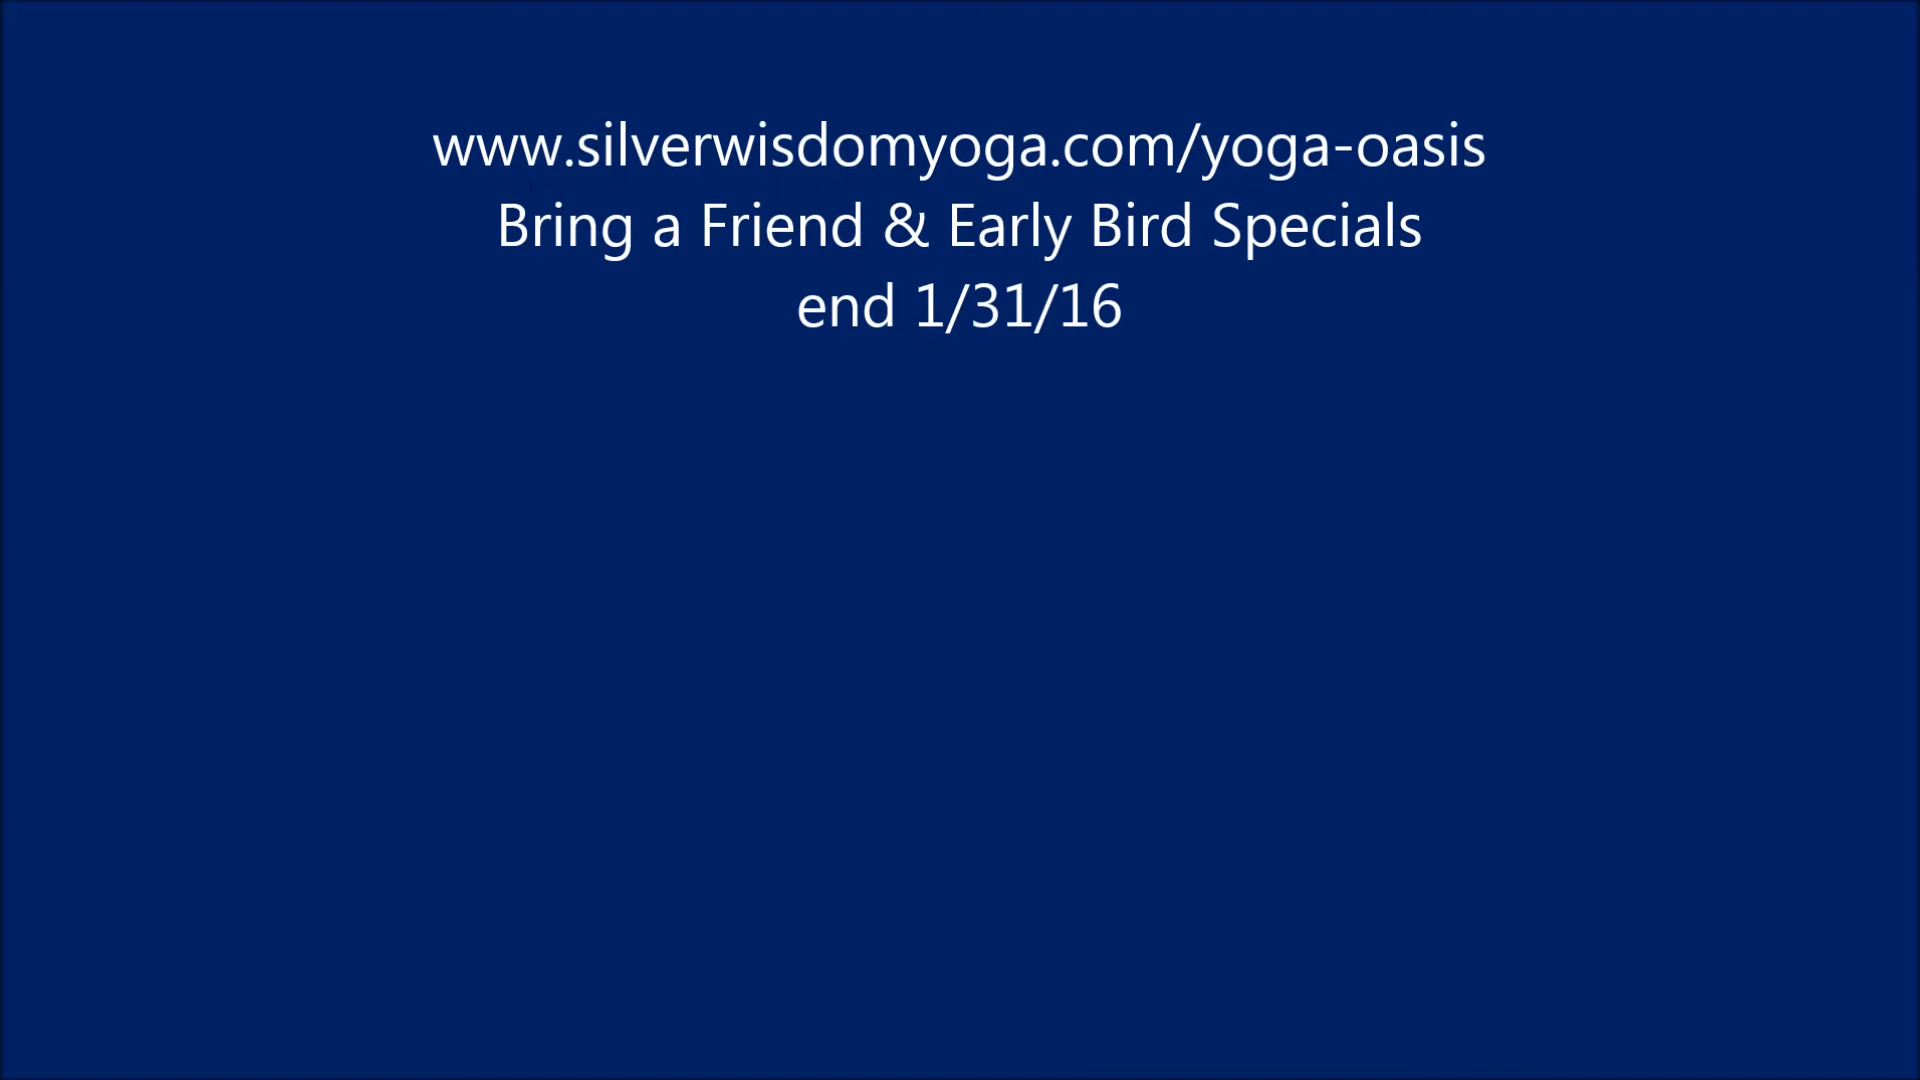 www.silverwisdomyoga.com/yoga-oasis
Bring a Friend & Early Bird Specials
end 1/31/16